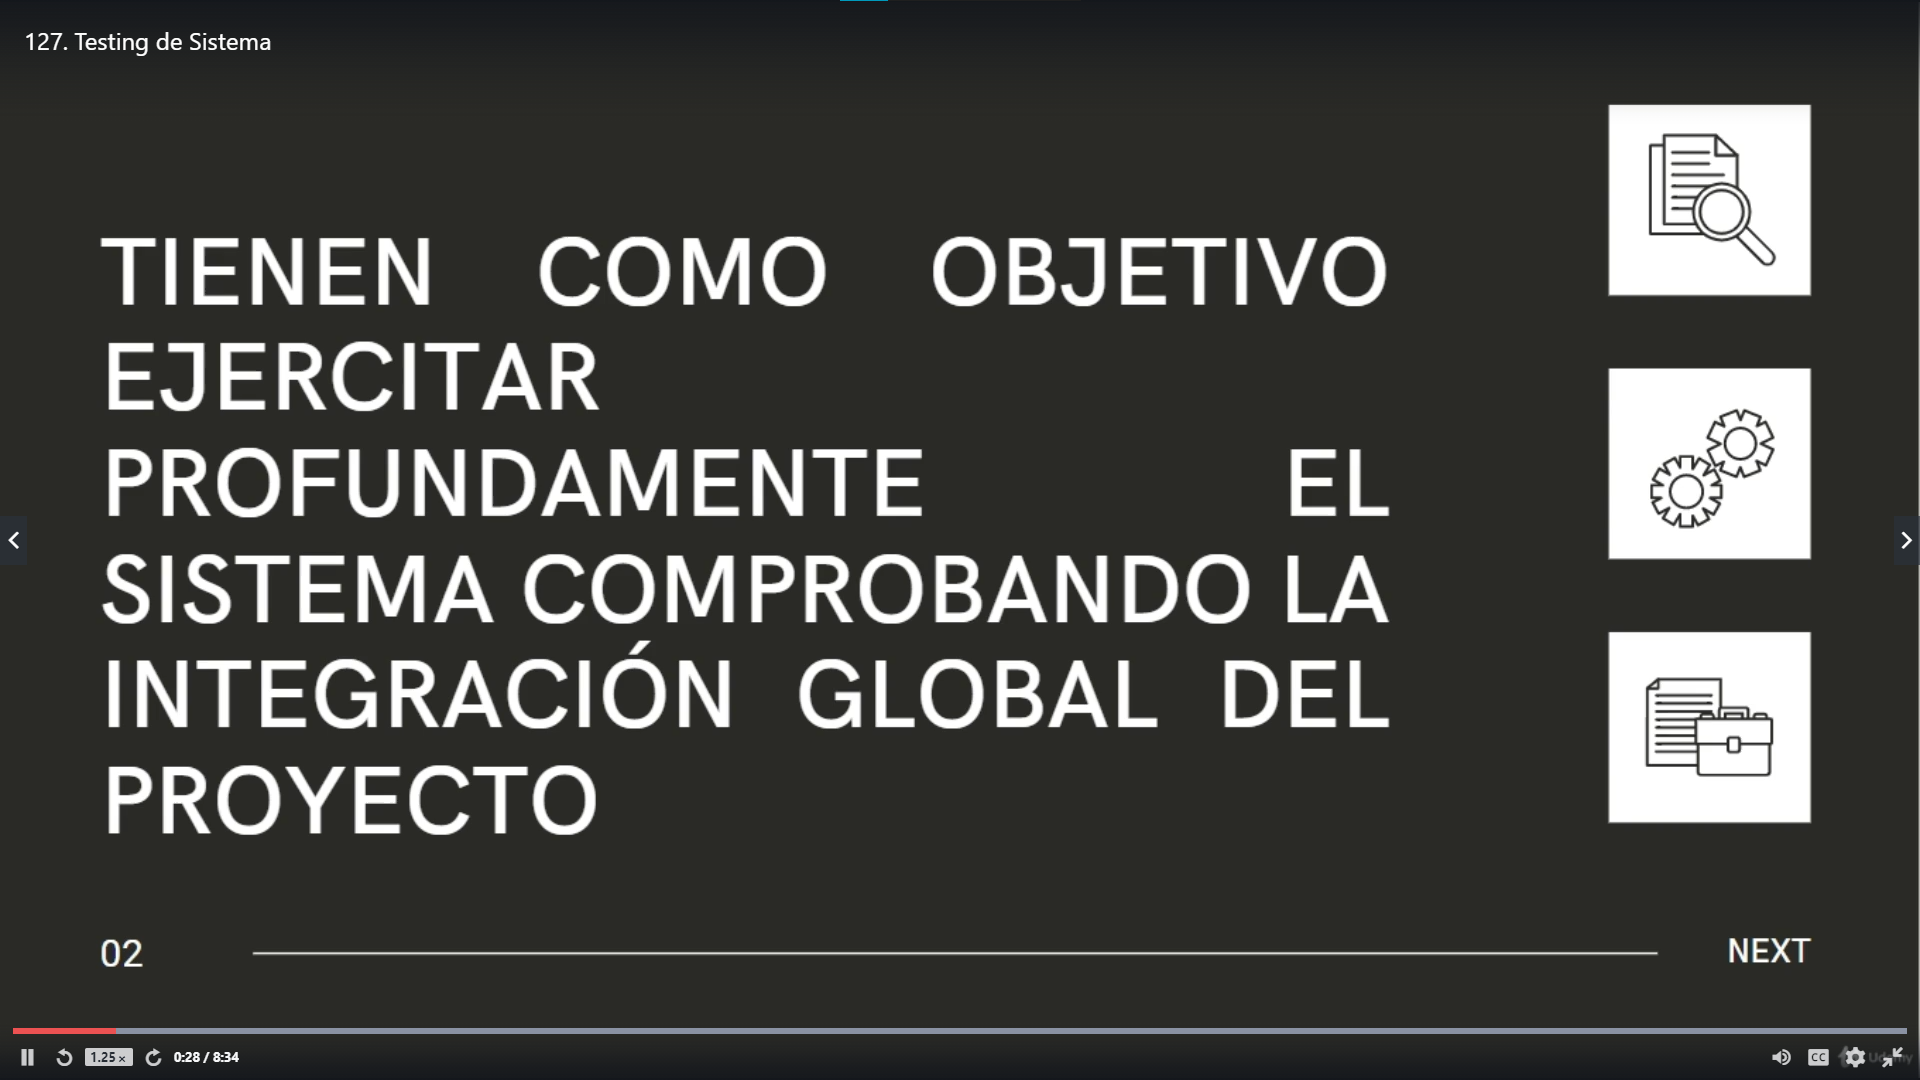 127. Testing de Sistema
TIENEN COMO OBJETIVO
EJERCITAR
PROFUNDAMENTE EL
SISTEMA COMPROBANDO LA
INTEGRACIÓN GLOBAL DEL
PROYECTO
02
NEXT
1.25×
0:28 / 8:34
CC